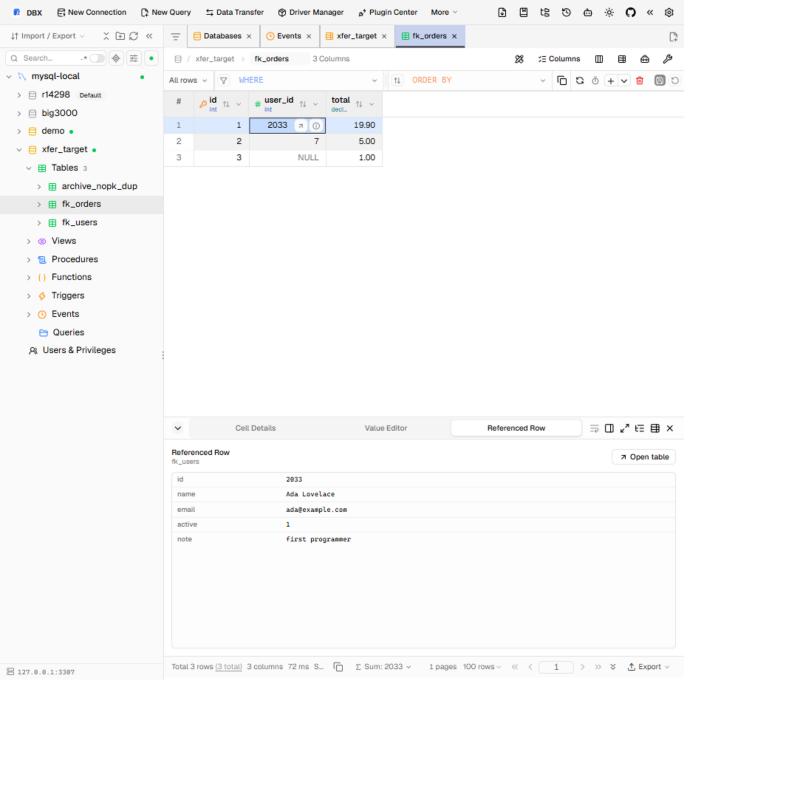 DBX New Connection New Query Data Transfer Driver Manager Plugin Center More
Import / Export
Databases Events xfer_target fk_orders
Search... .*
xfer_target fk_orders 3 Columns Columns
mysql-local
All rows WHERE ORDER BY
r14298 Default
# id user_id total
int int deci...
big3000
1 1 2033 19.90
demo
2 2 7 5.00
xfer_target
3 3 NULL 1.00
Tables 3
archive_nopk_dup
fk_orders
fk_users
Views
Procedures
Functions
Triggers
Events
Queries
Users & Privileges
Cell Details Value Editor Referenced Row
Referenced Row
fk_users
Open table
id 2033
name Ada Lovelace
email ada@example.com
active 1
note first programmer
Total 3 rows (3 total) 3 columns 72 ms S... Σ Sum: 2033 1 pages 100 rows 1 Export
127.0.0.1:3307